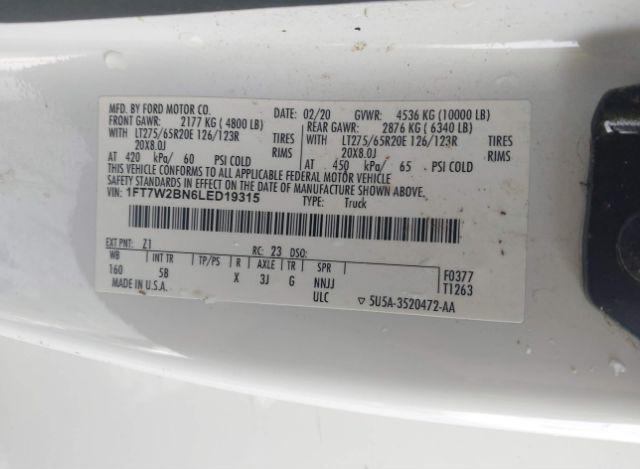 MFD. BY FORD MOTOR CO.
DATE: 02/20 GVWR: 4536 KG (10000 LB)
FRONT GAWR: 2177 KG ( 4800 LB)
REAR GAWR: 2876 KG ( 6340 LB)
WITH LT275/65R20E 126/123R TIRES
WITH LT275/65R20E 126/123R TIRES
20X8.0J RIMS
20X8.0J RIMS
AT 420 kPa/ 60 PSI COLD
AT 450 kPa/ 65 PSI COLD
THIS VEHICLE CONFORMS TO ALL APPLICABLE FEDERAL MOTOR VEHICLE
SAFETY STANDARDS IN EFFECT ON THE DATE OF MANUFACTURE SHOWN ABOVE.
VIN: 1FT7W2BN6LED19315
TYPE: Truck
EXT PNT: Z1 RC: 23 DSO:
WB INT TR TP/PS R AXLE TR SPR
160 5B X 3J G NNJJ
ULC
F0377
T1263
MADE IN U.S.A.
▽ 5U5A-3520472-AA